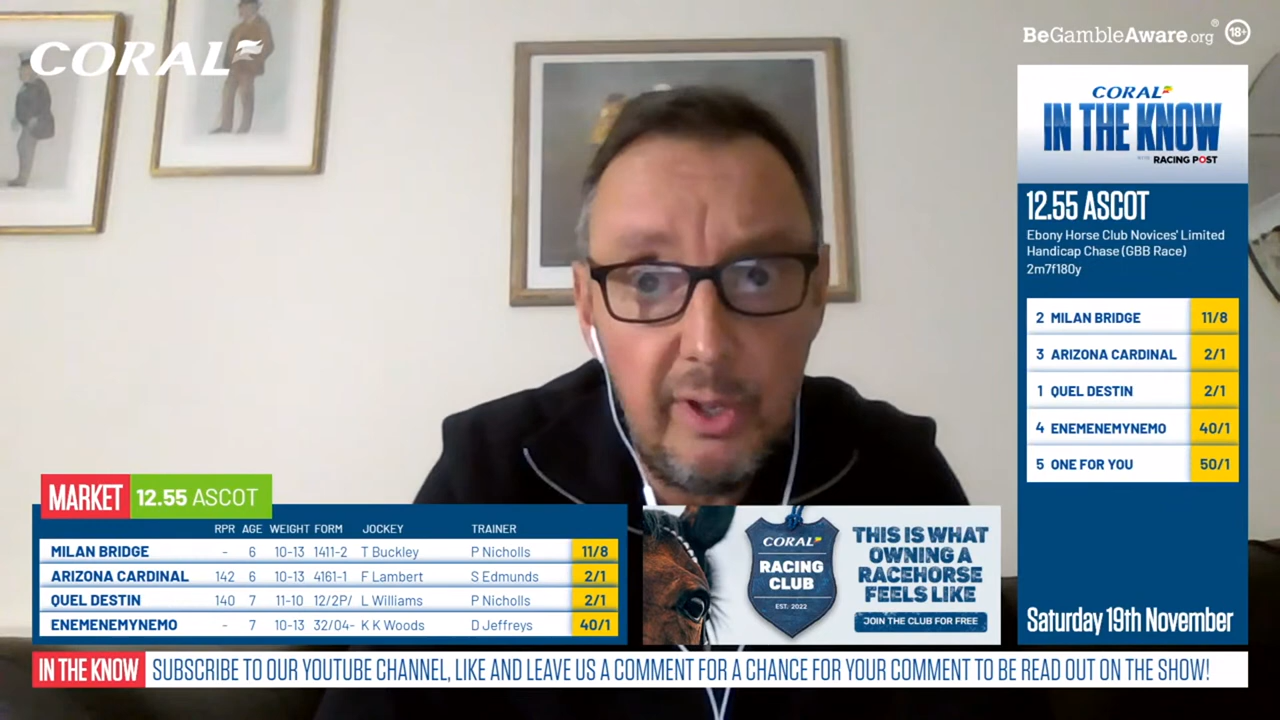 CORAL
BeGambleAware.org® 18+
CORAL
IN THE KNOW
WITH RACING POST
12.55 ASCOT
Ebony Horse Club Novices' Limited
Handicap Chase (GBB Race)
2m7f180y
2 MILAN BRIDGE 11/8
3 ARIZONA CARDINAL 2/1
1 QUEL DESTIN 2/1
4 ENEMENEMYNEMO 40/1
5 ONE FOR YOU 50/1
Saturday 19th November
MARKET 12.55 ASCOT
RPR AGE WEIGHT FORM JOCKEY TRAINER
MILAN BRIDGE - 6 10-13 1411-2 T Buckley P Nicholls 11/8
ARIZONA CARDINAL 142 6 10-13 4161-1 F Lambert S Edmunds 2/1
QUEL DESTIN 140 7 11-10 12/2P/ L Williams P Nicholls 2/1
ENEMENEMYNEMO - 7 10-13 32/04- K K Woods D Jeffreys 40/1
CORAL
RACING
CLUB
EST. 2022
THIS IS WHAT
OWNING A
RACEHORSE
FEELS LIKE
JOIN THE CLUB FOR FREE
IN THE KNOW SUBSCRIBE TO OUR YOUTUBE CHANNEL, LIKE AND LEAVE US A COMMENT FOR A CHANCE FOR YOUR COMMENT TO BE READ OUT ON THE SHOW!